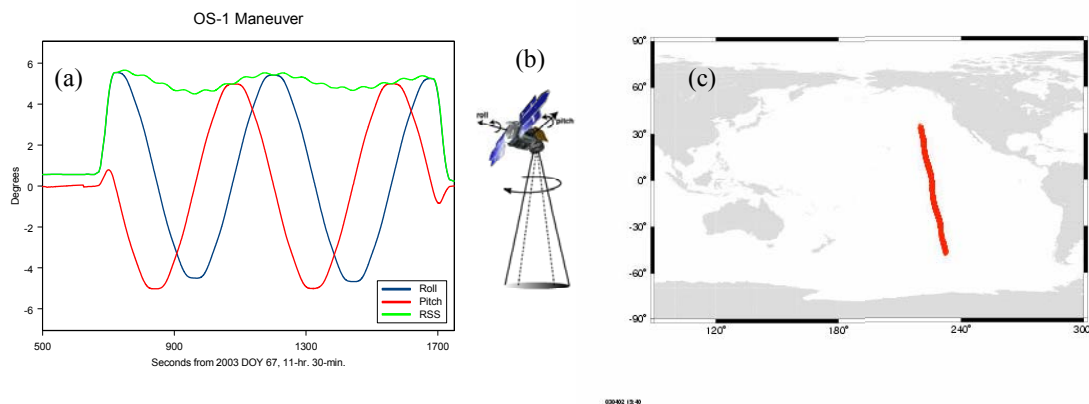 OS-1 Maneuver
(a)
6
4
2
0
-2
-4
-6
Degrees
Roll
Pitch
RSS
500 900 1300 1700
Seconds from 2003 DOY 67, 11-hr. 30-min.
(b)
roll
pitch
(c)
90°
60°
30°
0°
-30°
-60°
-90°
120° 180° 240° 300°